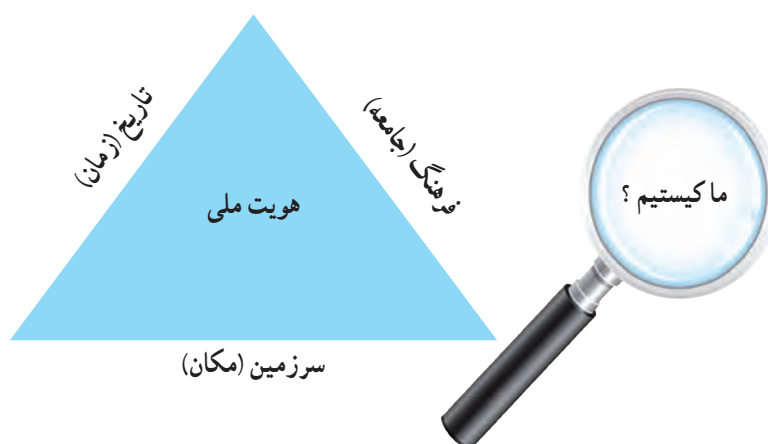 ما کیستیم ؟
فرهنگ (جامعه)
تاریخ (زمان)
هویت ملی
سرزمین (مکان)